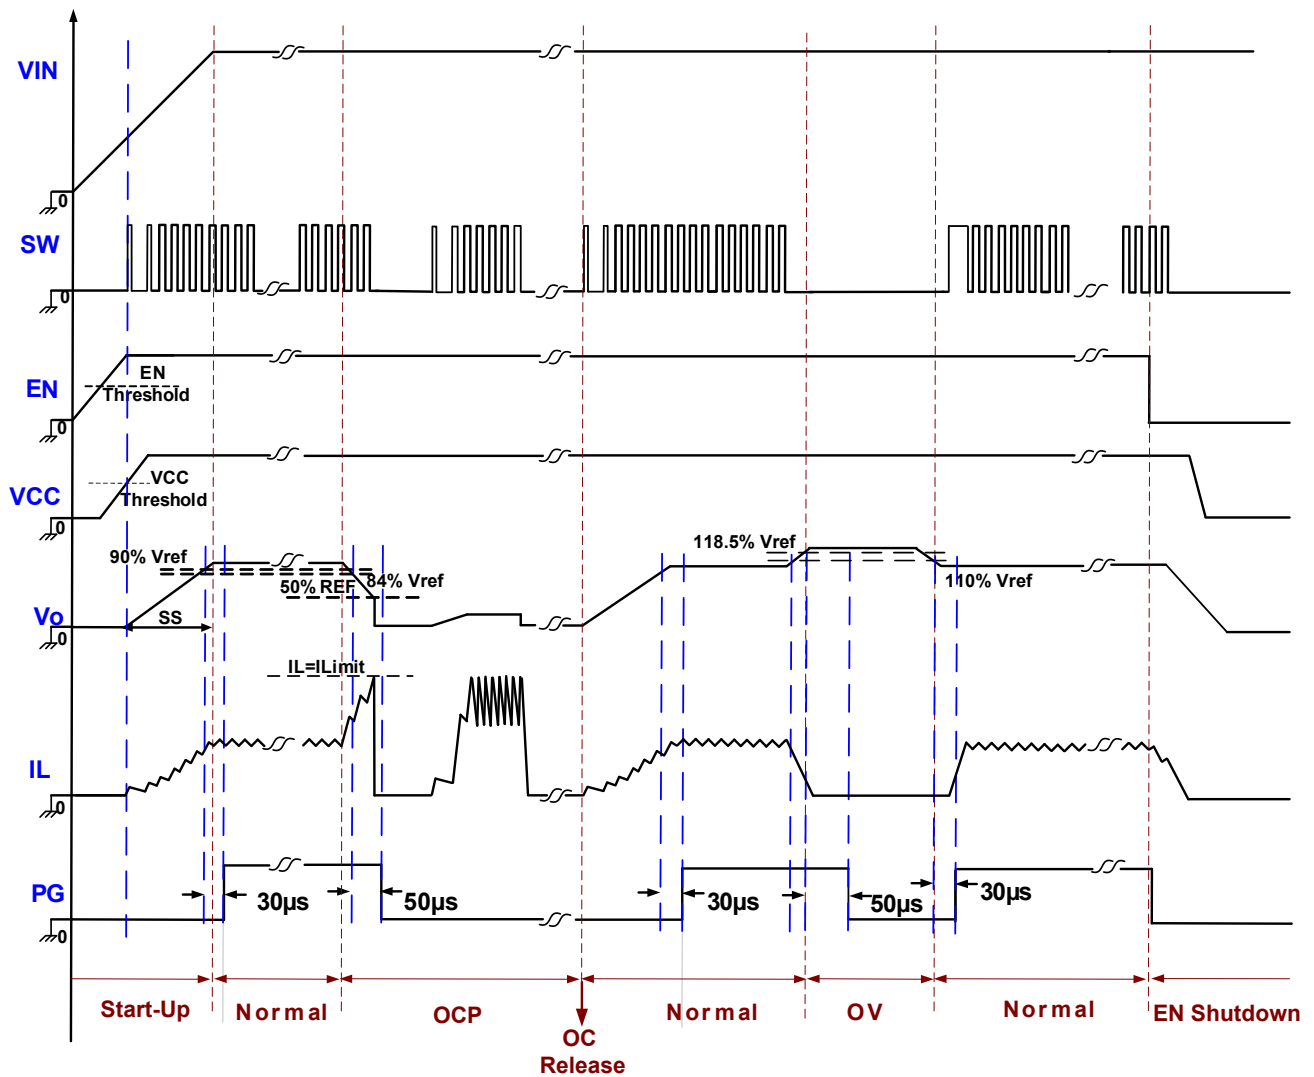 VIN
0
SW
0
EN
EN
Threshold
0
VCC
VCC
Threshold
0
90% Vref
118.5% Vref
50% REF
84% Vref
110% Vref
Vo
SS
0
IL=ILimit
IL
0
PG
30µs
50µs
30µs
50µs
30µs
0
Start-Up
Normal
OCP
Normal
OV
Normal
EN Shutdown
OC
Release